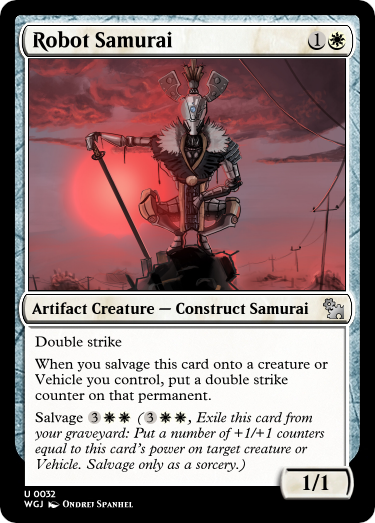 Robot Samurai 1
Artifact Creature — Construct Samurai
Double strike
When you salvage this card onto a creature or
Vehicle you control, put a double strike
counter on that permanent.
Salvage 3 (3, Exile this card from
your graveyard: Put a number of +1/+1 counters
equal to this card's power on target creature or
Vehicle. Salvage only as a sorcery.)
1/1
U 0032
WGJ Ondrej Spanhel